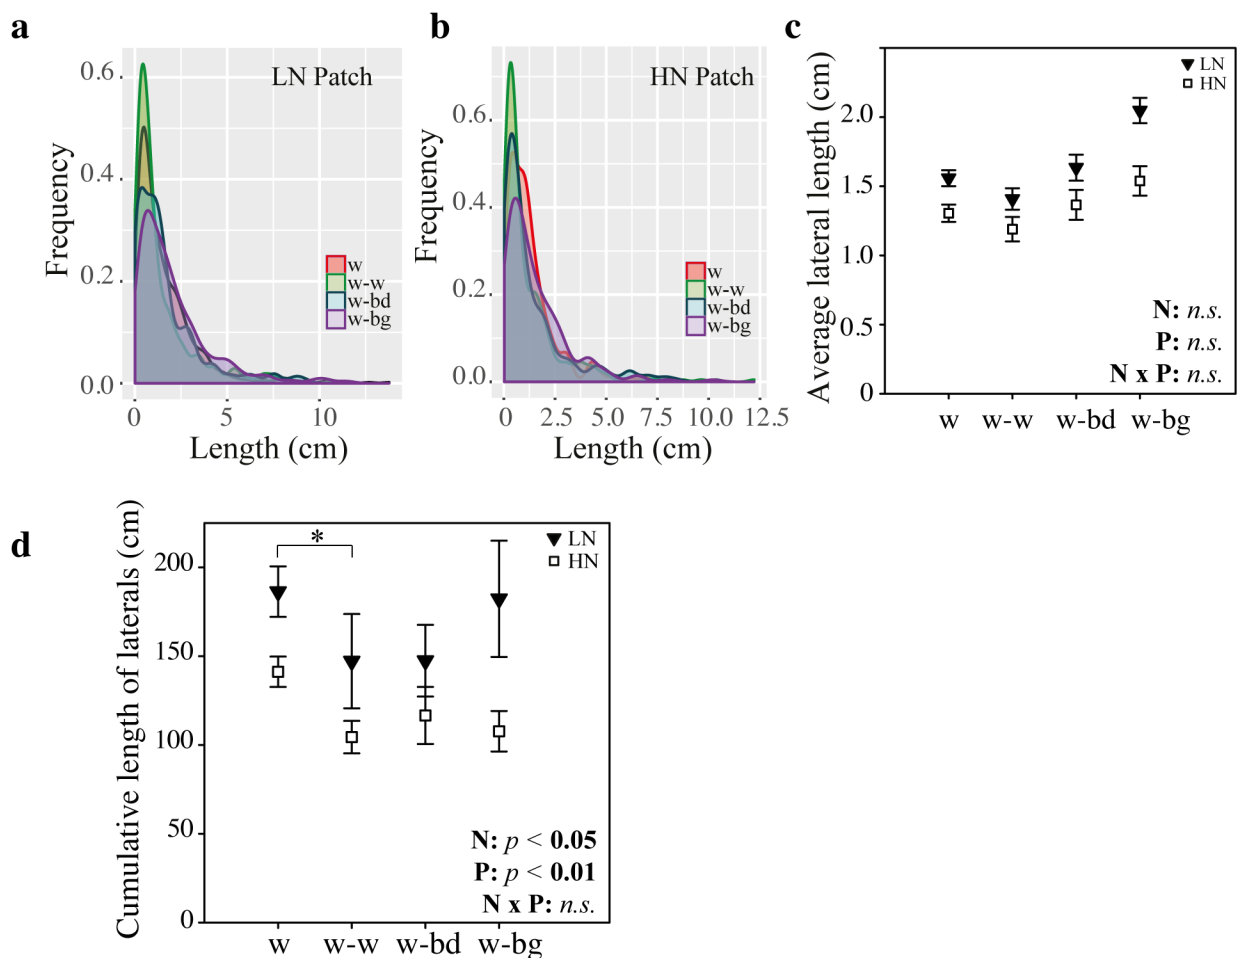 a
LN Patch
Frequency
0.6
0.4
0.2
0.0
w
w-w
w-bd
w-bg
0
5
10
Length (cm)
b
HN Patch
Frequency
0.6
0.4
0.2
0.0
w
w-w
w-bd
w-bg
0
2.5
5.0
7.5
10.0
12.5
Length (cm)
c
Average lateral length (cm)
LN
HN
2.0
1.5
1.0
0.5
0
N: n.s.
P: n.s.
N x P: n.s.
w
w-w
w-bd
w-bg
d
Cumulative length of laterals (cm)
*
LN
HN
200
150
100
50
0
N: p < 0.05
P: p < 0.01
N x P: n.s.
w
w-w
w-bd
w-bg